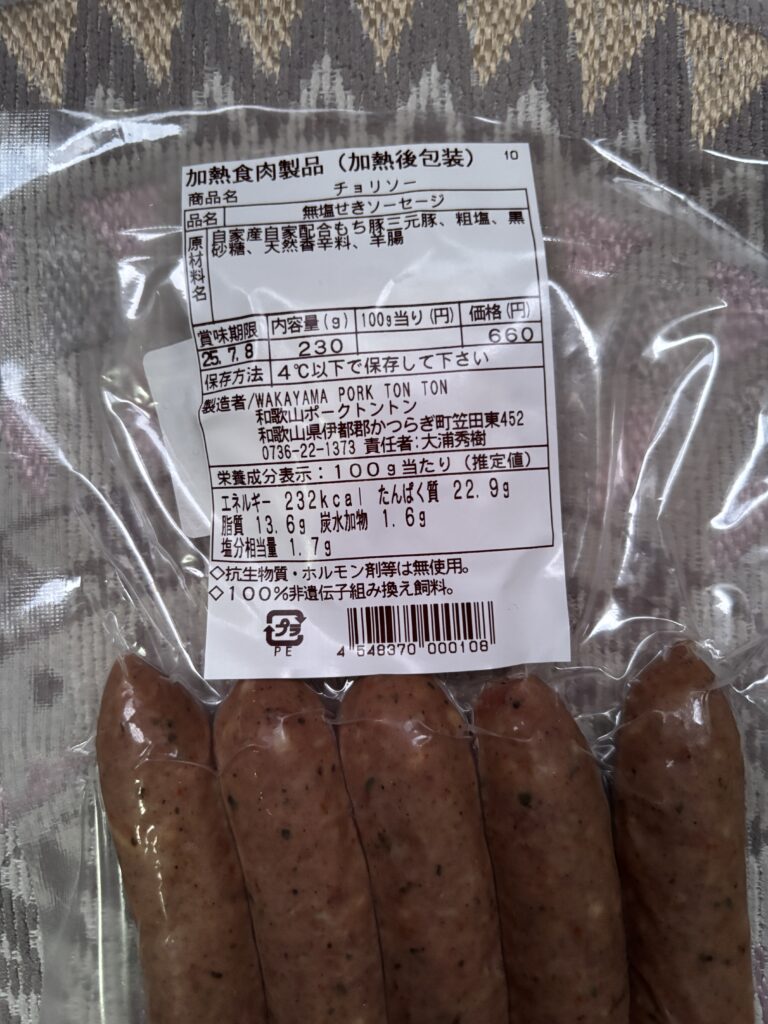 加熱食肉製品（加熱後包装） 10
商品名 チョリソー
品名 無塩せきソーセージ
原材料名 自家産自家配合もち豚三元豚、粗塩、黒
砂糖、天然香辛料、羊腸
賞味期限 内容量(g) 100g当り(円) 価格(円)
25.7.8 230 660
保存方法 4℃以下で保存して下さい
製造者/WAKAYAMA PORK TON TON
和歌山ポークトントン
和歌山県伊都郡かつらぎ町笠田東452
0736-22-1373 責任者:大浦秀樹
栄養成分表示：100g当たり（推定値）
エネルギー 232kcal たんぱく質 22.9g
脂質 13.6g 炭水化物 1.6g
塩分相当量 1.7g
◇抗生物質・ホルモン剤等は無使用。
◇100%非遺伝子組み換え飼料。
プラ
PE
4 548370 000108